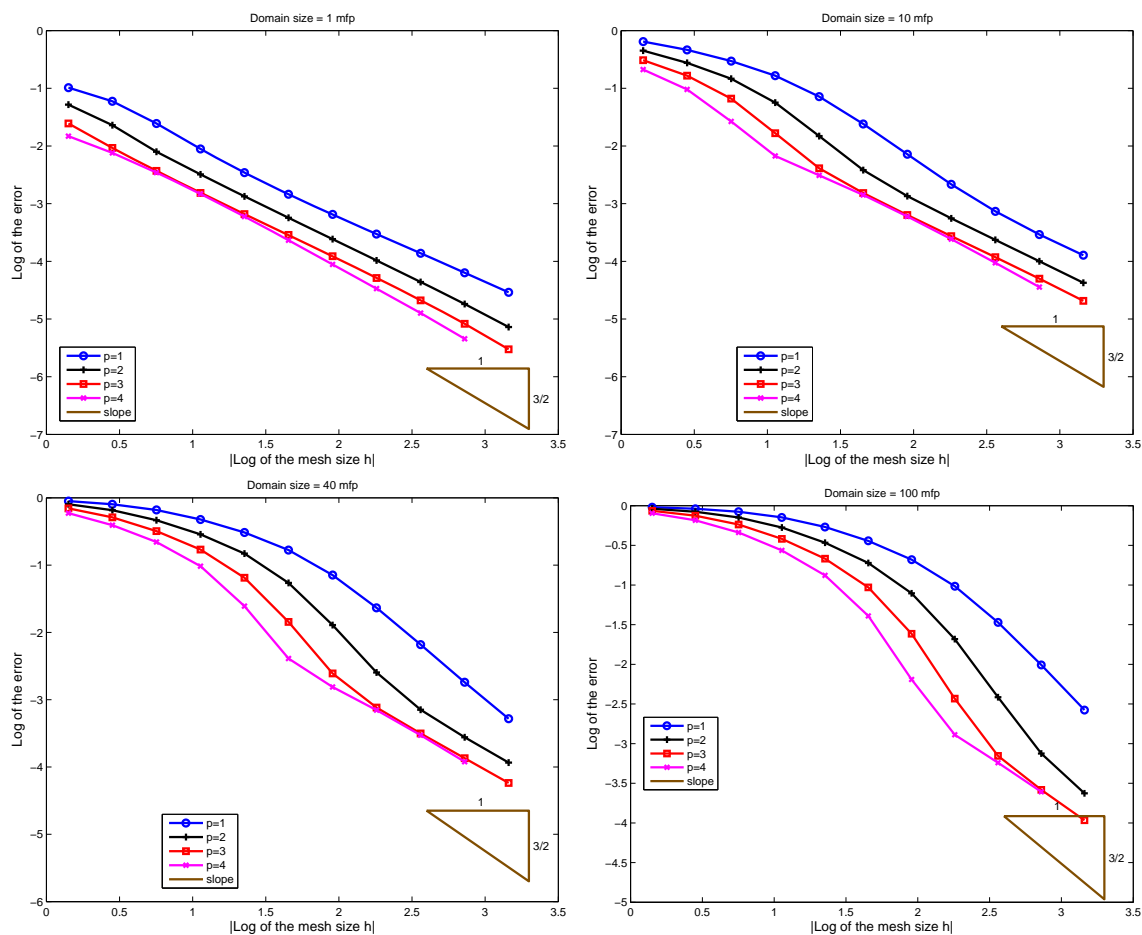 Domain size = 1 mfp
Log of the error
0
−1
−2
−3
−4
−5
−6
−7
0 0.5 1 1.5 2 2.5 3 3.5
|Log of the mesh size h|
p=1
p=2
p=3
p=4
slope
1
3/2
Domain size = 10 mfp
Log of the error
0
−1
−2
−3
−4
−5
−6
−7
0 0.5 1 1.5 2 2.5 3 3.5
|Log of the mesh size h|
p=1
p=2
p=3
p=4
slope
1
3/2
Domain size = 40 mfp
Log of the error
0
−1
−2
−3
−4
−5
−6
0 0.5 1 1.5 2 2.5 3 3.5
|Log of the mesh size h|
p=1
p=2
p=3
p=4
slope
1
3/2
Domain size = 100 mfp
Log of the error
0
−0.5
−1
−1.5
−2
−2.5
−3
−3.5
−4
−4.5
−5
0 0.5 1 1.5 2 2.5 3 3.5
|Log of the mesh size h|
p=1
p=2
p=3
p=4
slope
1
3/2